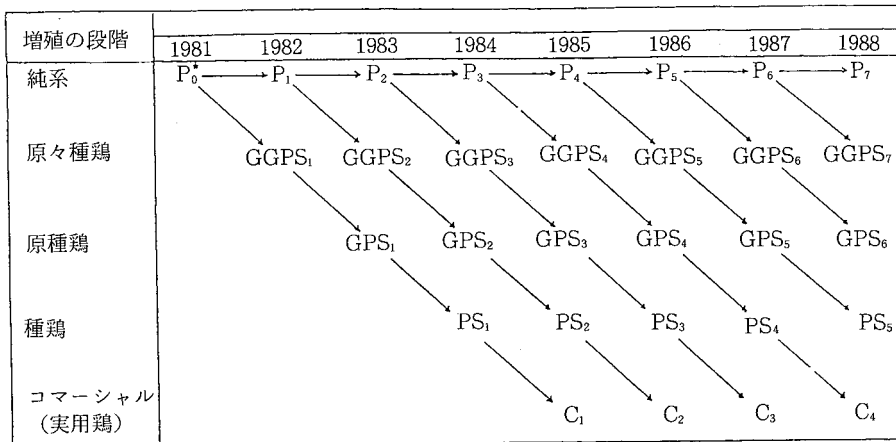 増殖の段階 1981 1982 1983 1984 1985 1986 1987 1988
純系 P₀* → P₁ → P₂ → P₃ → P₄ → P₅ → P₆ → P₇
原々種鶏 GGPS₁ GGPS₂ GGPS₃ GGPS₄ GGPS₅ GGPS₆ GGPS₇
原種鶏 GPS₁ GPS₂ GPS₃ GPS₄ GPS₅ GPS₆
種鶏 PS₁ PS₂ PS₃ PS₄ PS₅
コマーシャル
(実用鶏) C₁ C₂ C₃ C₄